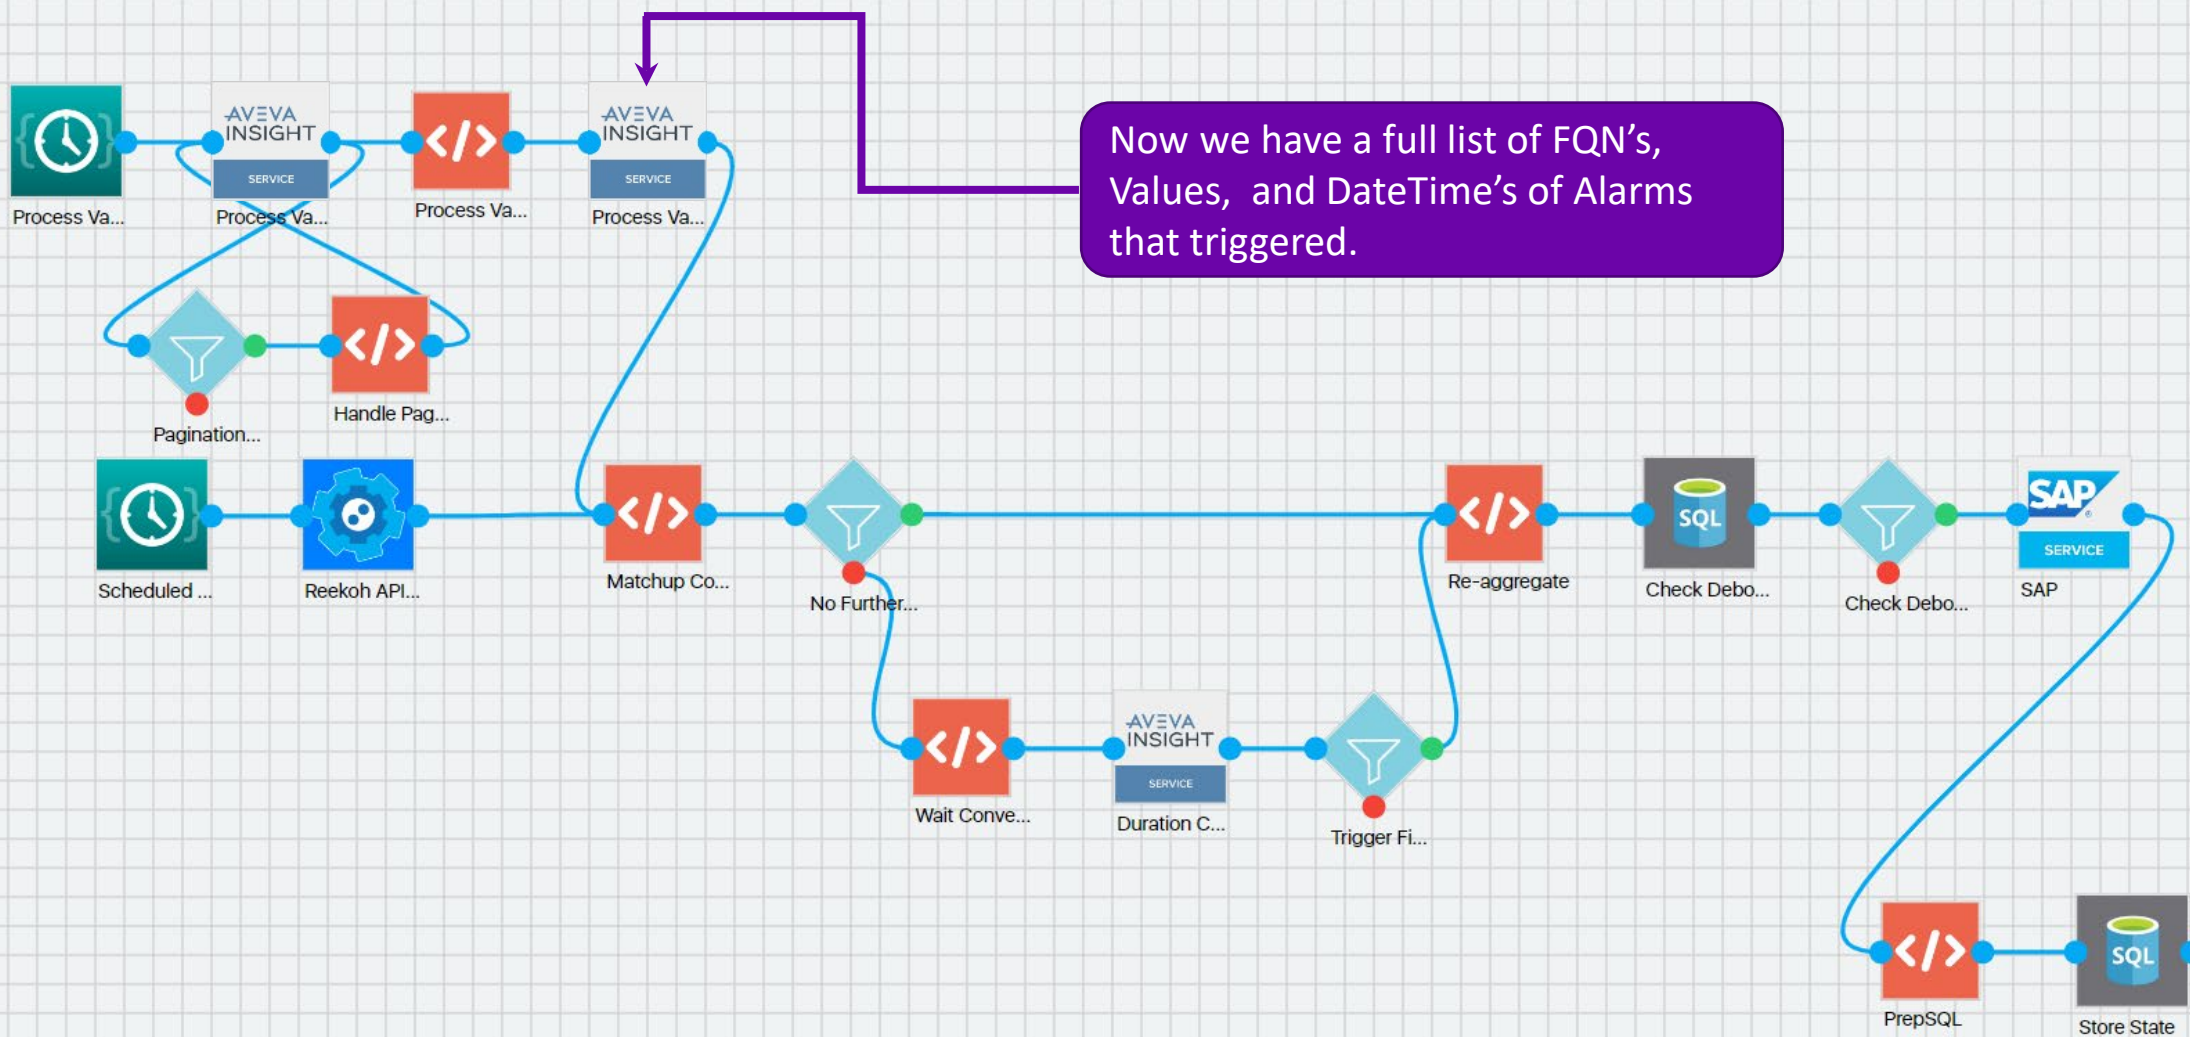 AVEVA
INSIGHT
SERVICE
AVEVA
INSIGHT
SERVICE
Process Va...
Process Va...
Process Va...
Process Va...
Now we have a full list of FQN’s,
Values,  and DateTime’s of Alarms
that triggered.
Pagination...
Handle Pag...
Scheduled ...
Reekoh API...
Matchup Co...
No Further...
Re-aggregate
SQL
Check Debo...
Check Debo...
SAP
SERVICE
SAP
Wait Conve...
AVEVA
INSIGHT
SERVICE
Duration C...
Trigger Fi...
PrepSQL
SQL
Store State